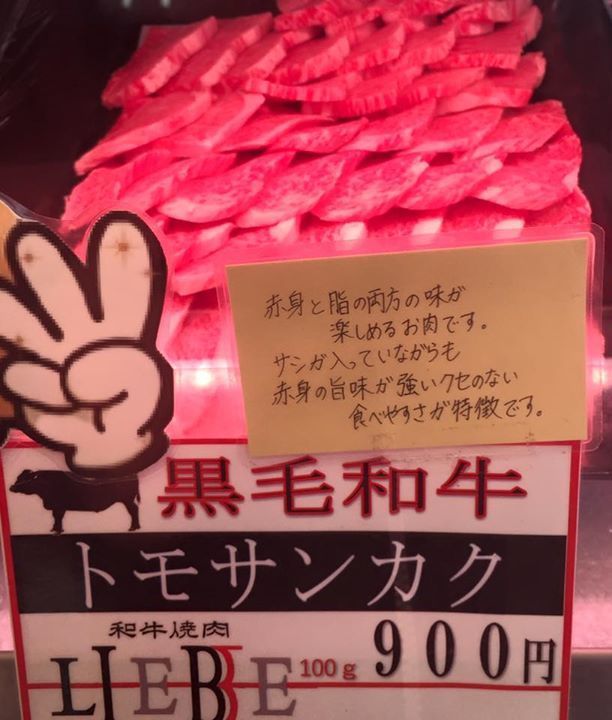 赤身と脂の両方の味が
楽しめるお肉です。
サシが入っていながらも
赤身の旨味が強いクセのない
食べやすさが特徴です。
黒毛和牛
トモサンカク
和牛焼肉
LIEBE
100g 900円